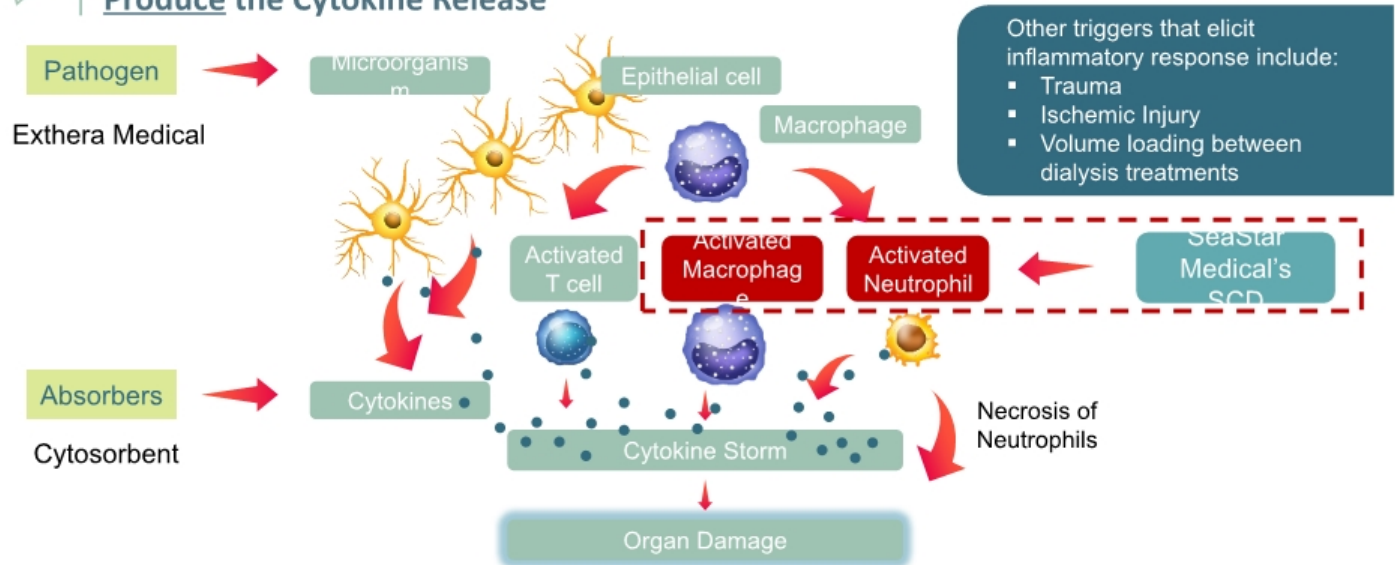 Produce the Cytokine Release
Pathogen
Exthera Medical
Microorganis
m
Epithelial cell
Macrophage
Other triggers that elicit
inflammatory response include:
▪ Trauma
▪ Ischemic Injury
▪ Volume loading between
dialysis treatments
Activated
T cell
Activated
Macrophag
e
Activated
Neutrophil
SeaStar
Medical's
SCD
Absorbers
Cytosorbent
Cytokines
Necrosis of
Neutrophils
Cytokine Storm
Organ Damage